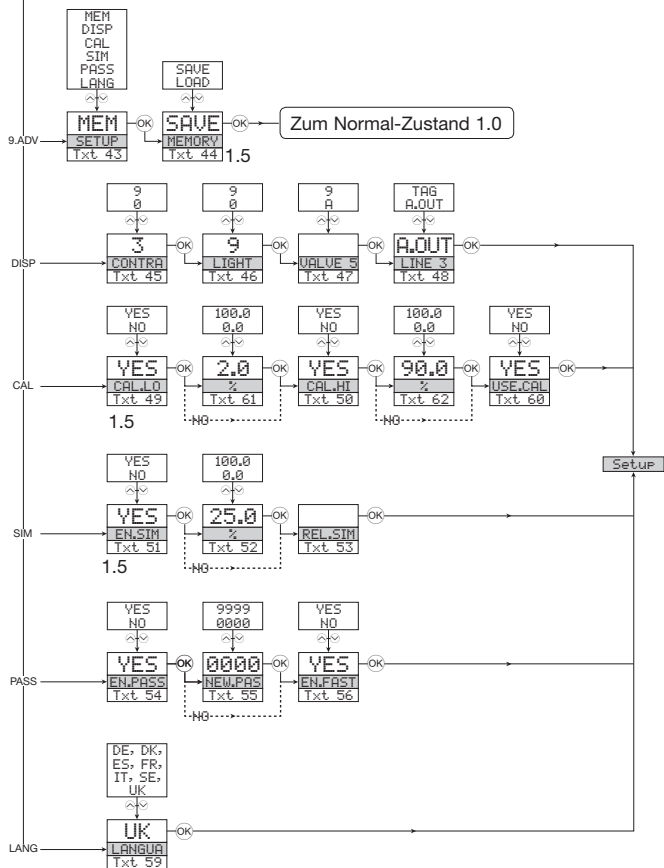 MEM
DISP
CAL
SIM
PASS
LANG
SAVE
LOAD
9.ADV
MEM
OK
SAVE
OK
Zum Normal-Zustand 1.0
SETUP
MEMORY
Txt 43
Txt 44
1.5
9
0
9
0
9
A
TAG
A.OUT
DISP
3
OK
9
OK
OK
A.OUT
OK
CONTRA
LIGHT
VALVE 5
LINE 3
Txt 45
Txt 46
Txt 47
Txt 48
YES
NO
100.0
0.0
YES
NO
100.0
0.0
YES
NO
CAL
YES
OK
2.0
OK
YES
OK
90.0
OK
YES
OK
CAL.LO
%
CAL.HI
%
USE.CAL
Txt 49
Txt 61
Txt 50
Txt 62
Txt 60
NO
NO
1.5
Setup
YES
NO
100.0
0.0
SIM
YES
OK
25.0
OK
OK
EN.SIM
%
REL.SIM
Txt 51
Txt 52
Txt 53
NO
1.5
YES
NO
9999
0000
YES
NO
PASS
YES
OK
0000
OK
YES
OK
EN.PASS
NEW.PAS
EN.FAST
Txt 54
Txt 55
Txt 56
NO
DE, DK,
ES, FR,
IT, SE,
UK
LANG
UK
OK
LANGUA
Txt 59